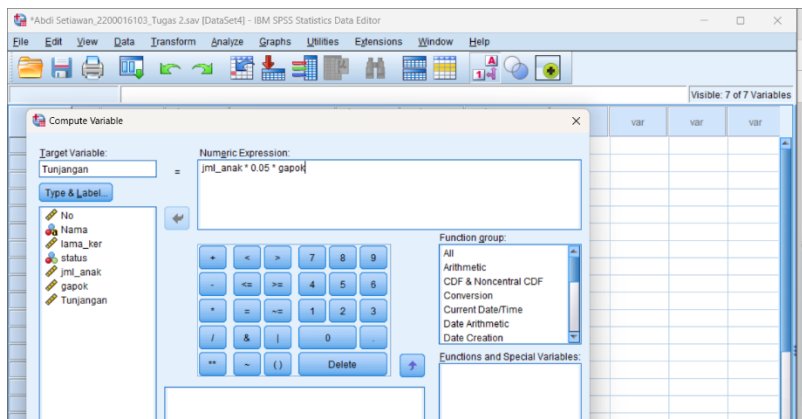 *Abdi Setiawan_2200016103_Tugas 2.sav [DataSet4] - IBM SPSS Statistics Data Editor
File Edit View Data Transform Analyze Graphs Utilities Extensions Window Help
Visible: 7 of 7 Variables
Compute Variable
var var var
Target Variable:
Numeric Expression:
Tunjangan
=
jml_anak * 0.05 * gapok
Type & Label...
No
Nama
lama_ker
status
jml_anak
gapok
Tunjangan
+ < > 7 8 9
- <= >= 4 5 6
* = ~= 1 2 3
/ & | 0 .
** ~ () Delete
Function group:
All
Arithmetic
CDF & Noncentral CDF
Conversion
Current Date/Time
Date Arithmetic
Date Creation
Functions and Special Variables: